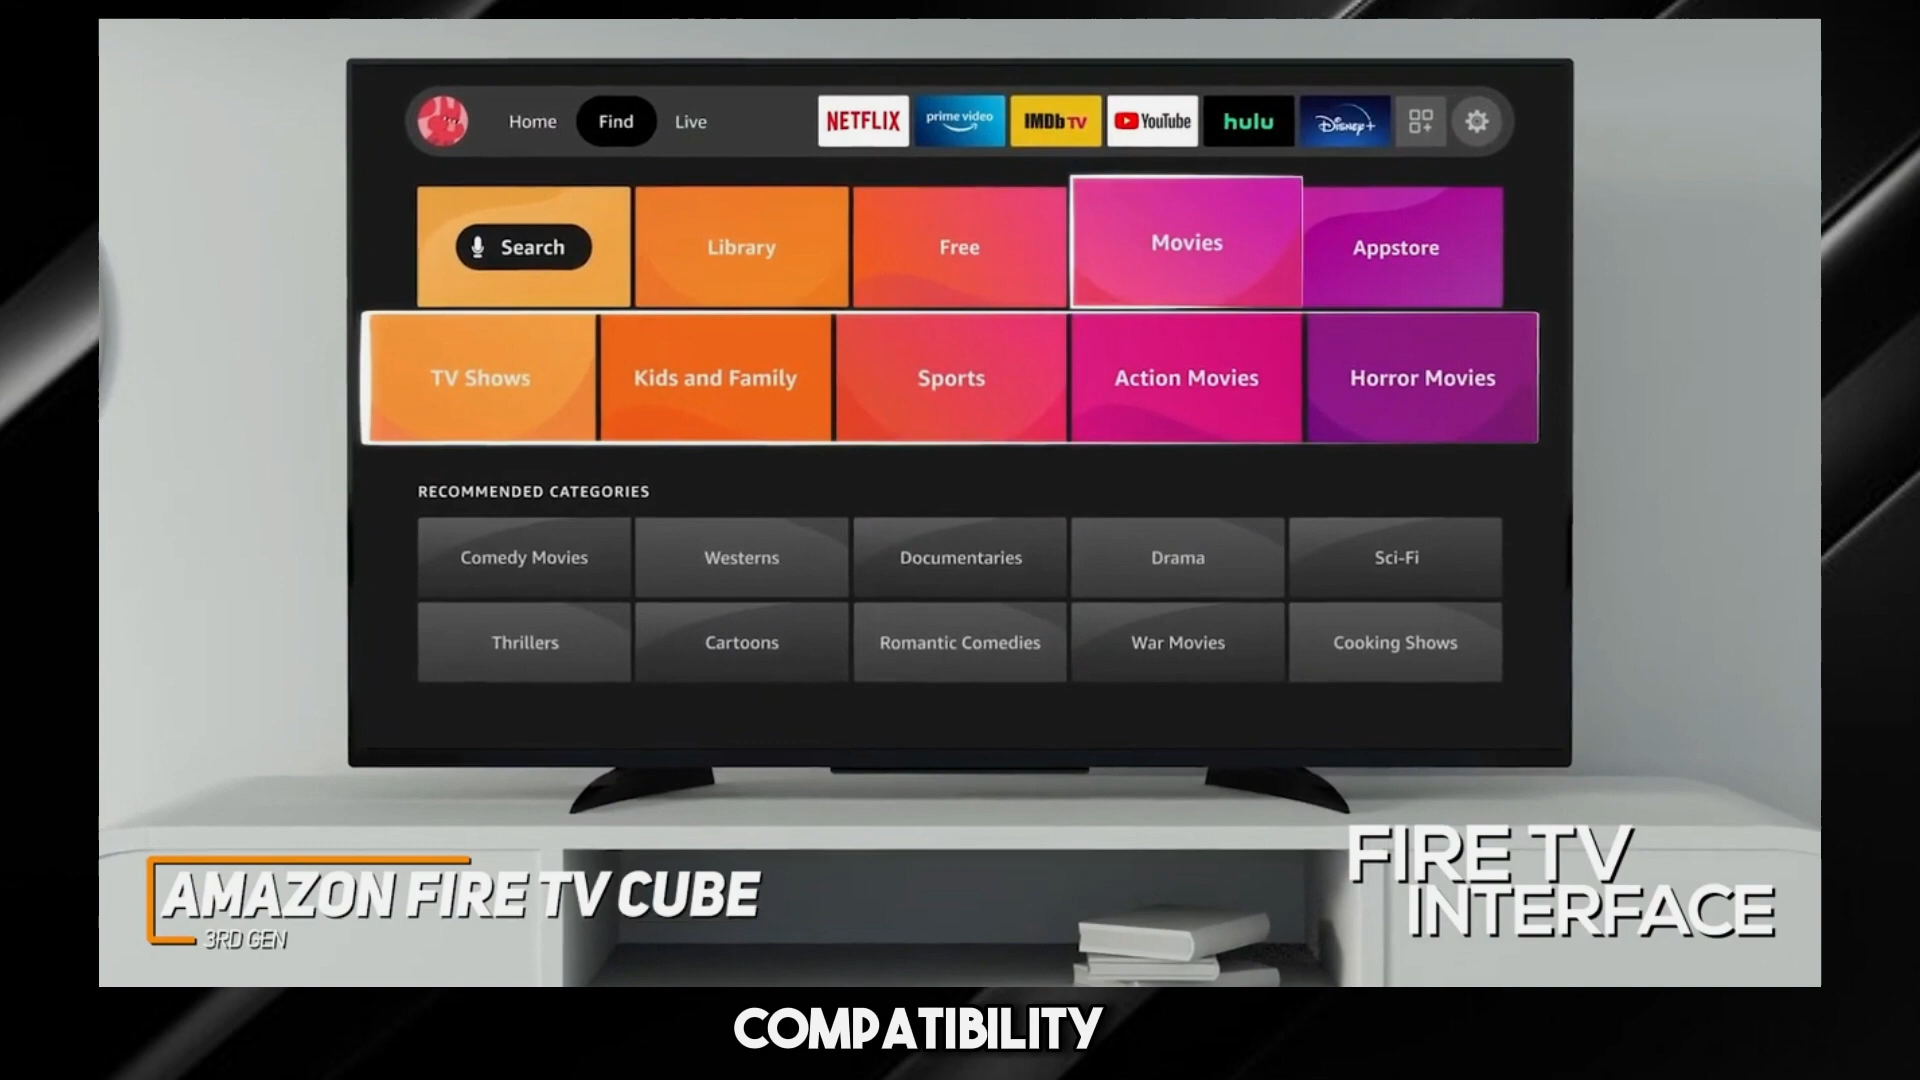 Home Find Live NETFLIX prime video IMDb TV YouTube hulu Disney+
Search Library Free Movies Appstore
TV Shows Kids and Family Sports Action Movies Horror Movies
RECOMMENDED CATEGORIES
Comedy Movies Westerns Documentaries Drama Sci-Fi
Thrillers Cartoons Romantic Comedies War Movies Cooking Shows
AMAZON FIRE TV CUBE
3RD GEN
FIRE TV
INTERFACE
COMPATIBILITY